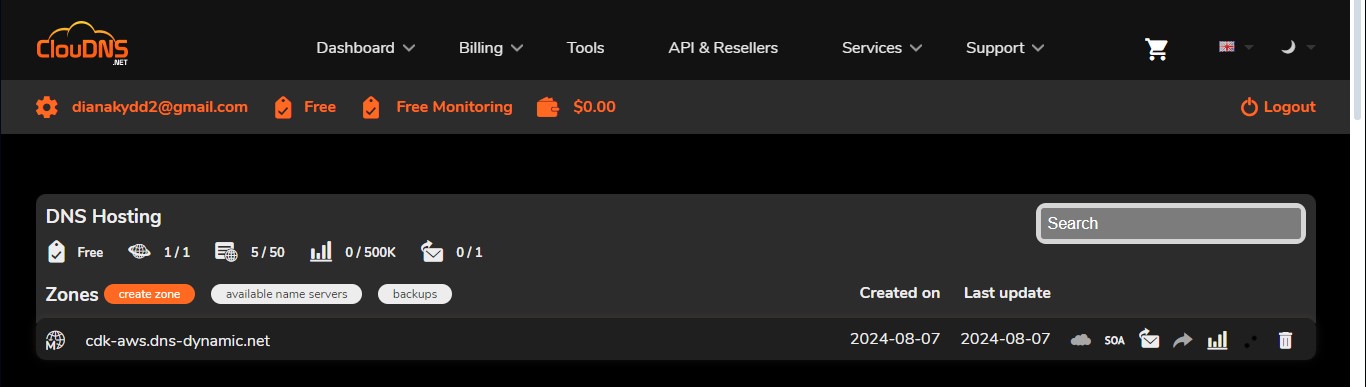 ClouDNS
.NET
Dashboard Billing Tools API & Resellers Services Support
dianakydd2@gmail.com Free Free Monitoring $0.00 Logout
DNS Hosting
Search
Free 1 / 1 5 / 50 0 / 500K 0 / 1
Zones create zone available name servers backups Created on Last update
M cdk-aws.dns-dynamic.net 2024-08-07 2024-08-07 SOA